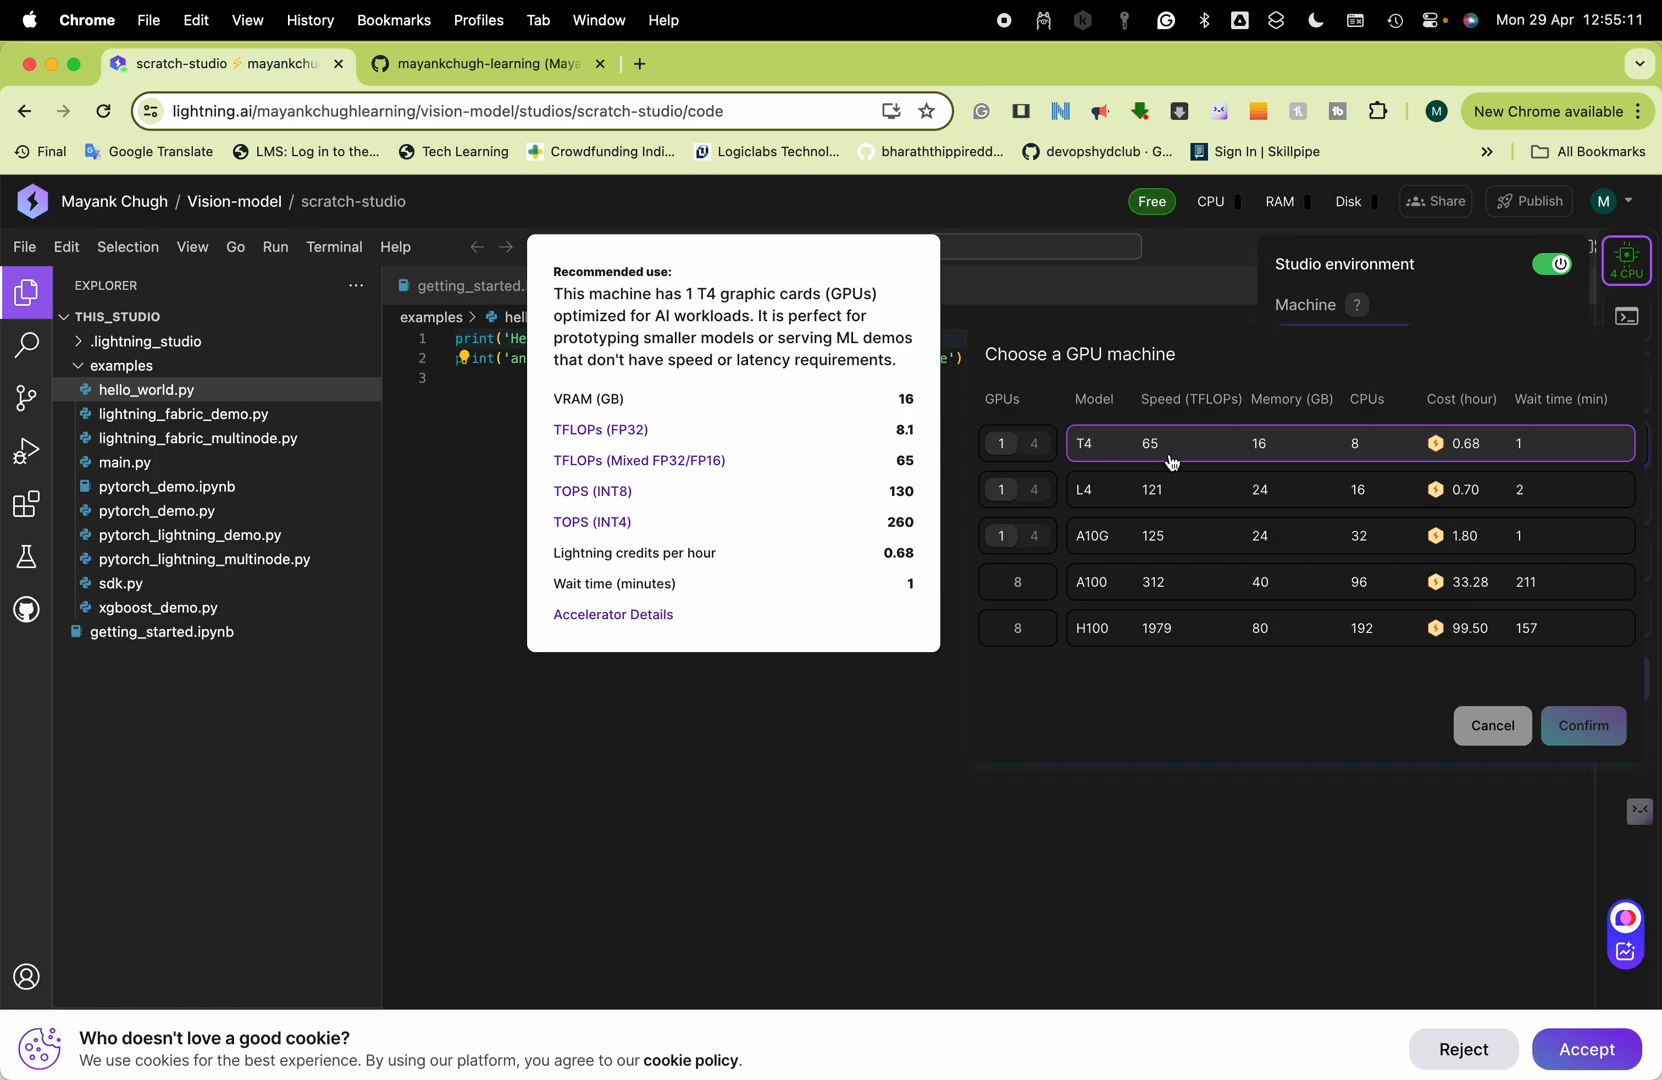 Chrome File Edit View History Bookmarks Profiles Tab Window Help Mon 29 Apr 12:55:11
scratch-studio⚡mayankchu mayankchugh-learning (Maya
lightning.ai/mayankchughlearning/vision-model/studios/scratch-studio/code M New Chrome available
Final Google Translate LMS: Log in to the... Tech Learning Crowdfunding Indi... Logiclabs Technol... bharaththippiredd... devopshydclub · G... Sign In | Skillpipe » All Bookmarks
Mayank Chugh / Vision-model / scratch-studio Free CPU RAM Disk Share Publish M
File Edit Selection View Go Run Terminal Help
EXPLORER
THIS_STUDIO
.lightning_studio
examples
hello_world.py
lightning_fabric_demo.py
lightning_fabric_multinode.py
main.py
pytorch_demo.ipynb
pytorch_demo.py
pytorch_lightning_demo.py
pytorch_lightning_multinode.py
sdk.py
xgboost_demo.py
getting_started.ipynb
getting_started.
examples > hel
1 print('He
2 print('an e')
3
Recommended use:
This machine has 1 T4 graphic cards (GPUs)
optimized for AI workloads. It is perfect for
prototyping smaller models or serving ML demos
that don't have speed or latency requirements.
VRAM (GB) 16
TFLOPs (FP32) 8.1
TFLOPs (Mixed FP32/FP16) 65
TOPS (INT8) 130
TOPS (INT4) 260
Lightning credits per hour 0.68
Wait time (minutes) 1
Accelerator Details
Studio environment
4 CPU
Machine ?
Choose a GPU machine
GPUs Model Speed (TFLOPs) Memory (GB) CPUs Cost (hour) Wait time (min)
1 4 T4 65 16 8 0.68 1
1 4 L4 121 24 16 0.70 2
1 4 A10G 125 24 32 1.80 1
8 A100 312 40 96 33.28 211
8 H100 1979 80 192 99.50 157
Cancel Confirm
Who doesn't love a good cookie?
We use cookies for the best experience. By using our platform, you agree to our cookie policy.
Reject Accept